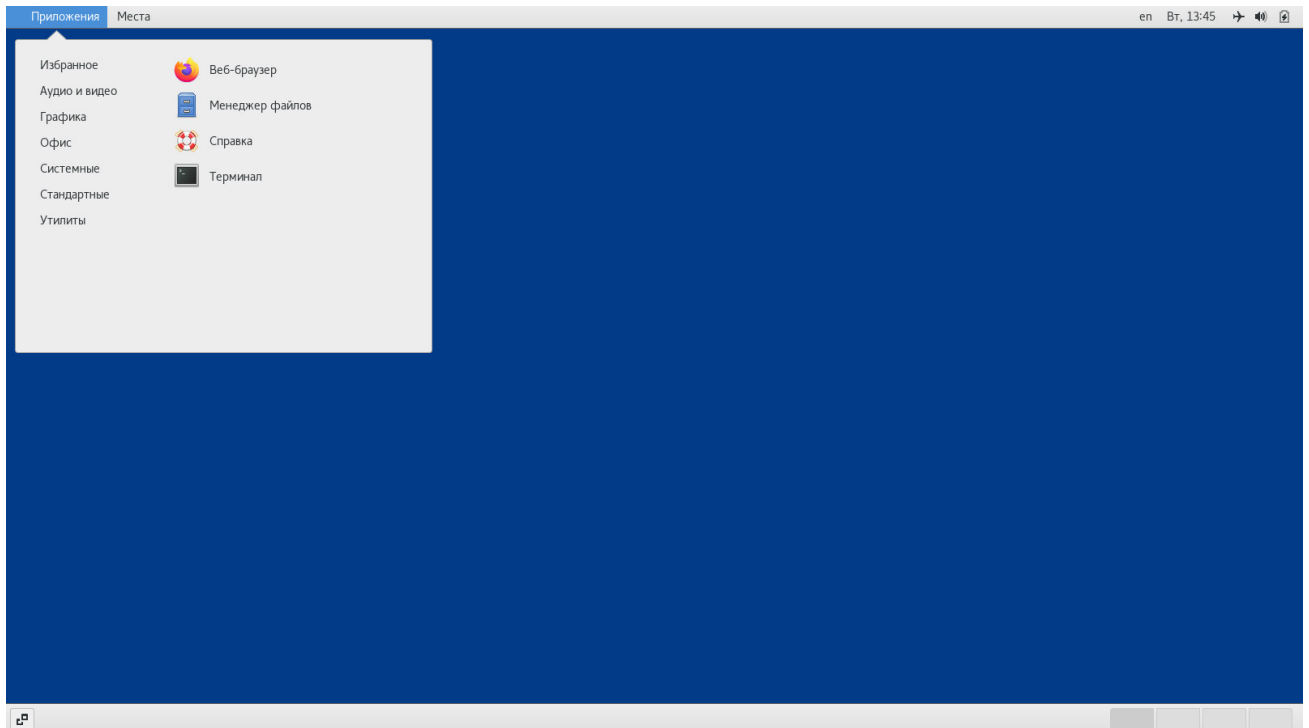 Приложения Места en Вт, 13:45
Избранное
Аудио и видео
Графика
Офис
Системные
Стандартные
Утилиты
Веб-браузер
Менеджер файлов
Справка
Терминал